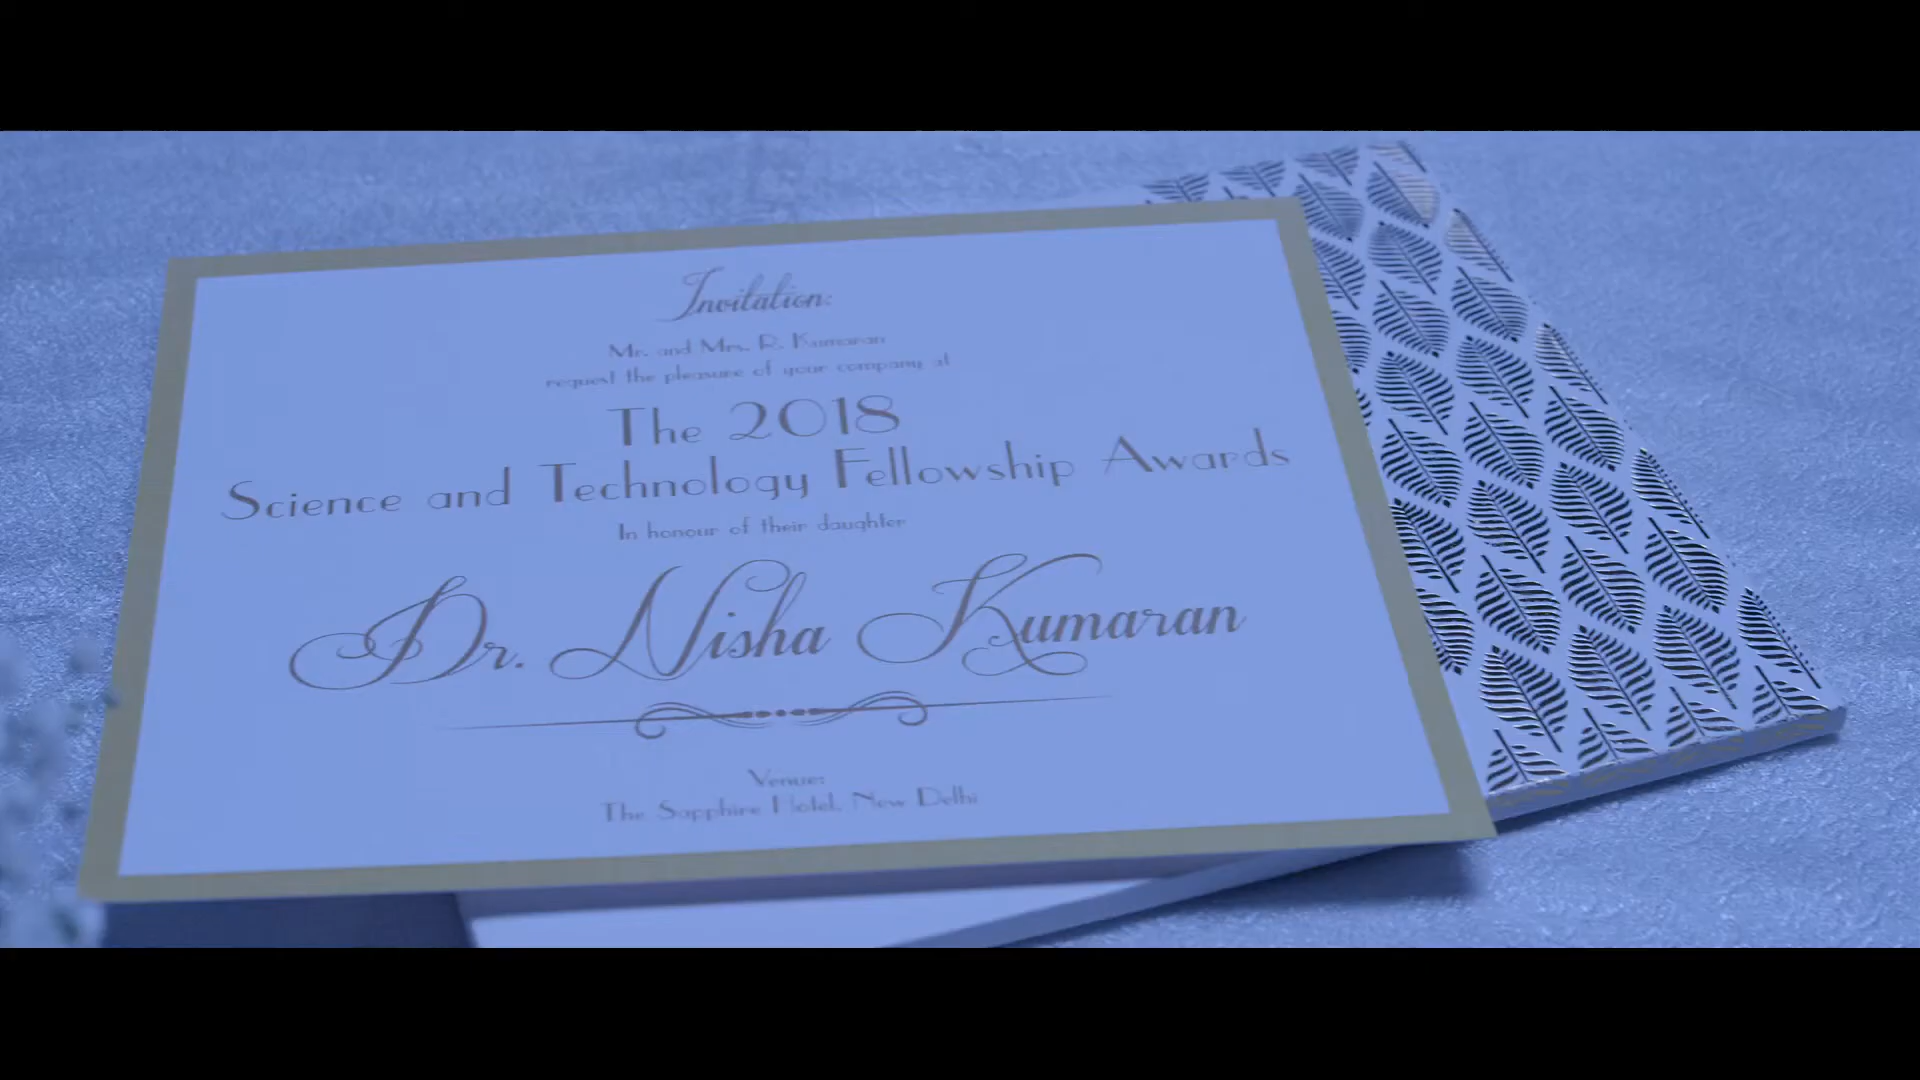 Invitation:
Mr. and Mrs. R. Kumaran
request the pleasure of your company at
The 2018
Science and Technology Fellowship Awards
In honour of their daughter
Dr. Nisha Kumaran
Venue:
The Sapphire Hotel, New Delhi